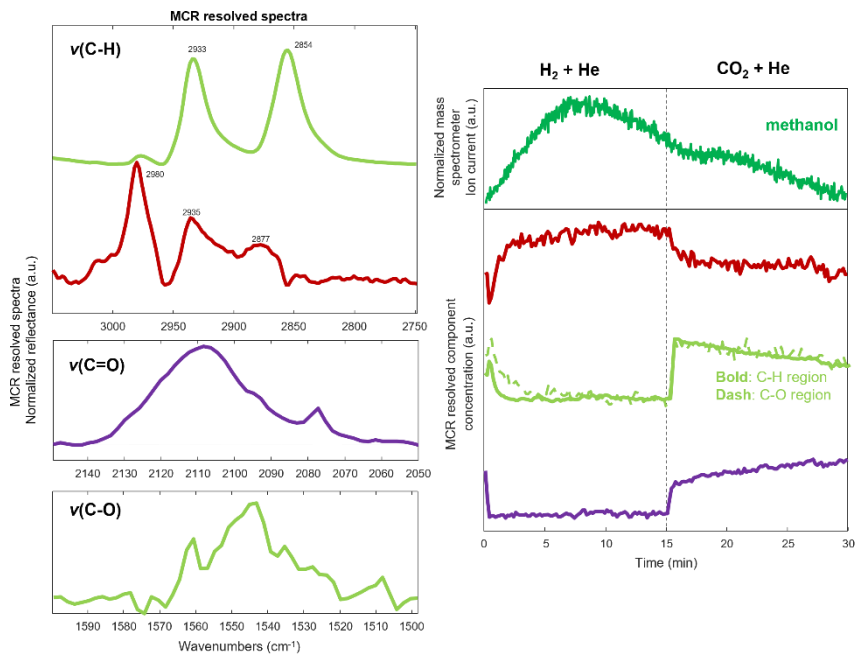 MCR resolved spectra
ν(C-H)
2933
2854
2980
2935
2877
3000 2950 2900 2850 2800 2750
ν(C=O)
2140 2130 2120 2110 2100 2090 2080 2070 2060 2050
ν(C-O)
1590 1580 1570 1560 1550 1540 1530 1520 1510 1500
Wavenumbers (cm⁻¹)
MCR resolved spectra
Normalized reflectance (a.u.)
H₂ + He
CO₂ + He
methanol
Normalized mass
spectrometer
Ion current (a.u.)
Bold: C-H region
Dash: C-O region
MCR resolved component
concentration (a.u.)
0 5 10 15 20 25 30
Time (min)